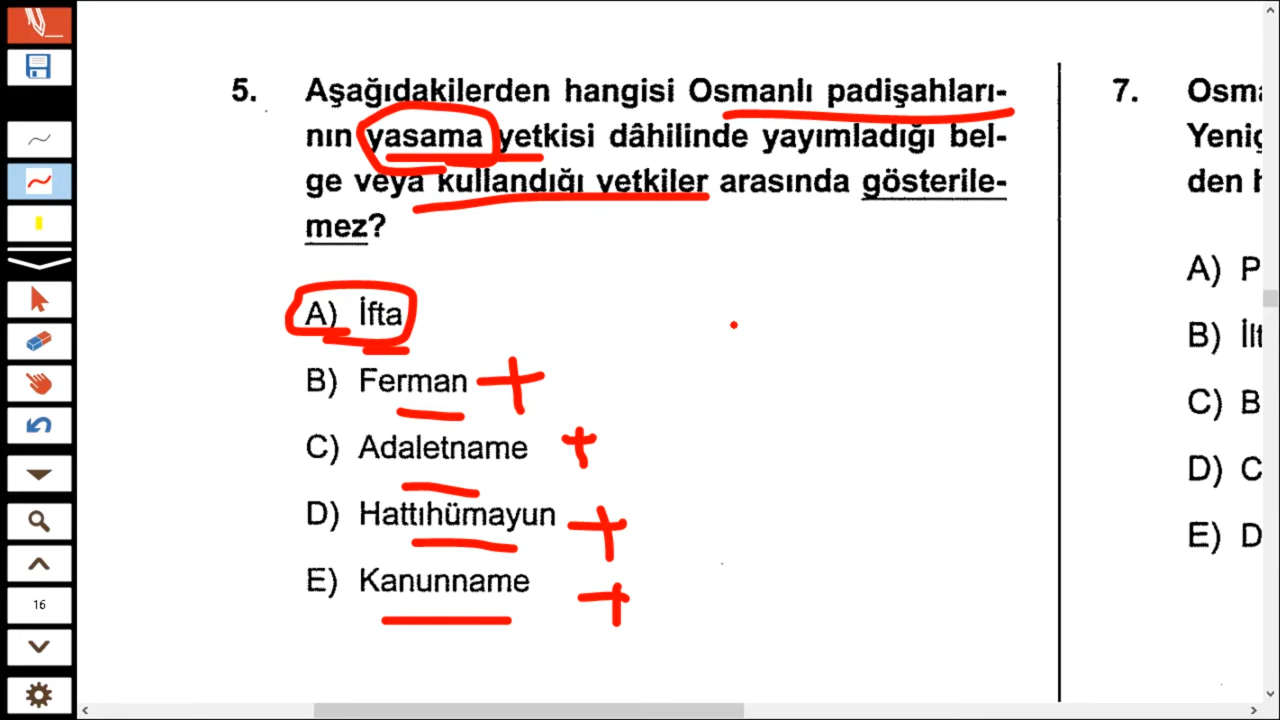 5. Aşağıdakilerden hangisi Osmanlı padişahları-
nın yasama yetkisi dâhilinde yayımladığı bel-
ge veya kullandığı yetkiler arasında gösterile-
mez?
A) İfta
B) Ferman
C) Adaletname
D) Hattıhümayun
E) Kanunname
7. Osm
Yeniç
den h
A) P
B) İlt
C) B
D) C
E) D
16